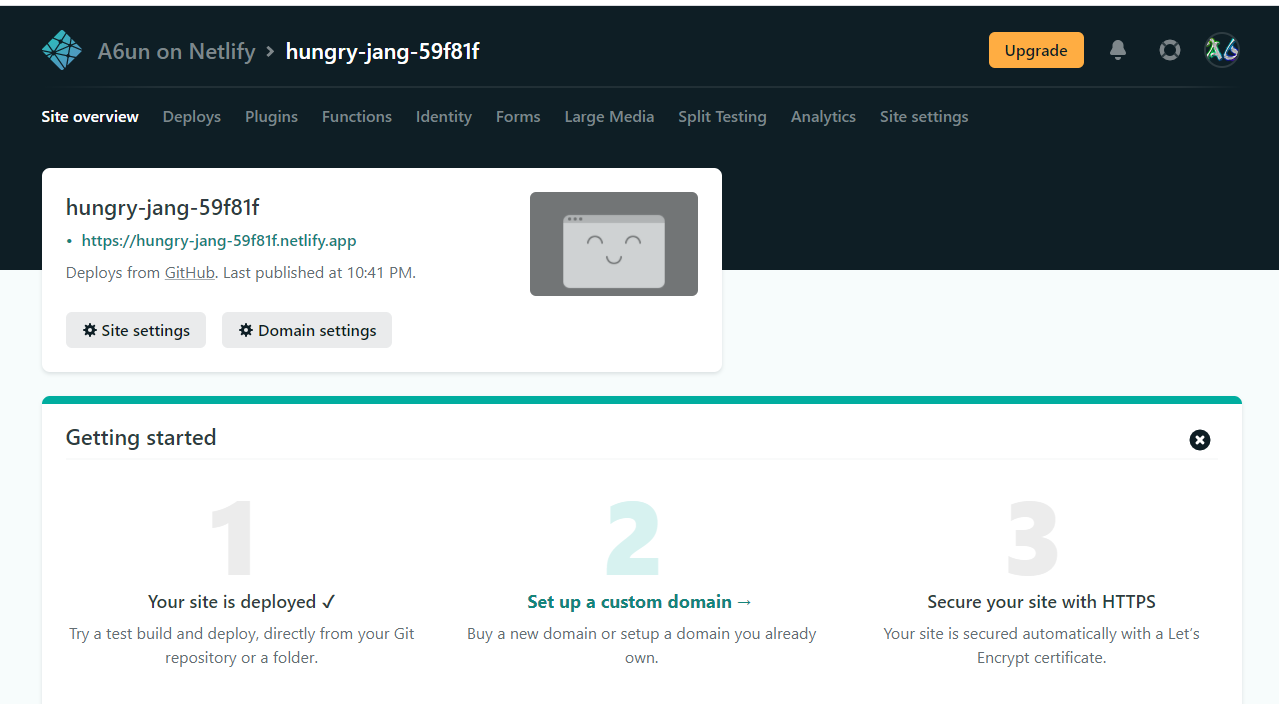 A6un on Netlify > hungry-jang-59f81f
Upgrade
A6
Site overview Deploys Plugins Functions Identity Forms Large Media Split Testing Analytics Site settings
hungry-jang-59f81f
• https://hungry-jang-59f81f.netlify.app
Deploys from GitHub. Last published at 10:41 PM.
Site settings Domain settings
Getting started
1
Your site is deployed ✓
Try a test build and deploy, directly from your Git
repository or a folder.
2
Set up a custom domain →
Buy a new domain or setup a domain you already
own.
3
Secure your site with HTTPS
Your site is secured automatically with a Let’s
Encrypt certificate.